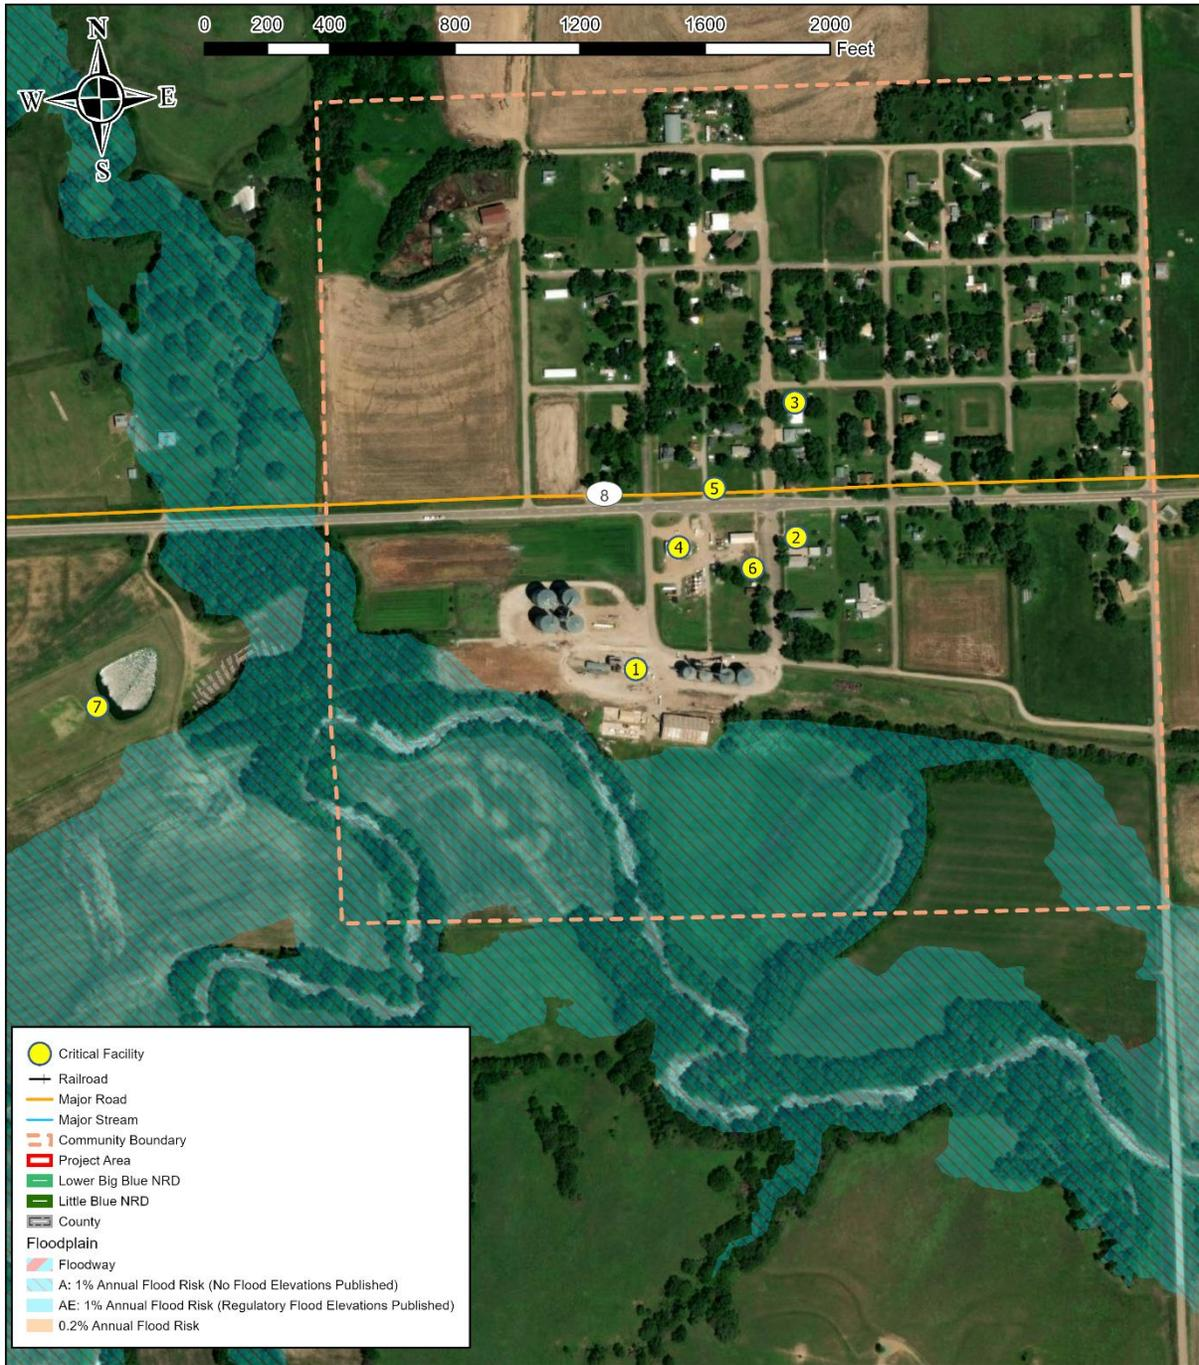 N
W E
S
0 200 400 800 1200 1600 2000
Feet
3
5
8
2
4
6
1
7
Critical Facility
Railroad
Major Road
Major Stream
Community Boundary
Project Area
Lower Big Blue NRD
Little Blue NRD
County
Floodplain
Floodway
A: 1% Annual Flood Risk (No Flood Elevations Published)
AE: 1% Annual Flood Risk (Regulatory Flood Elevations Published)
0.2% Annual Flood Risk